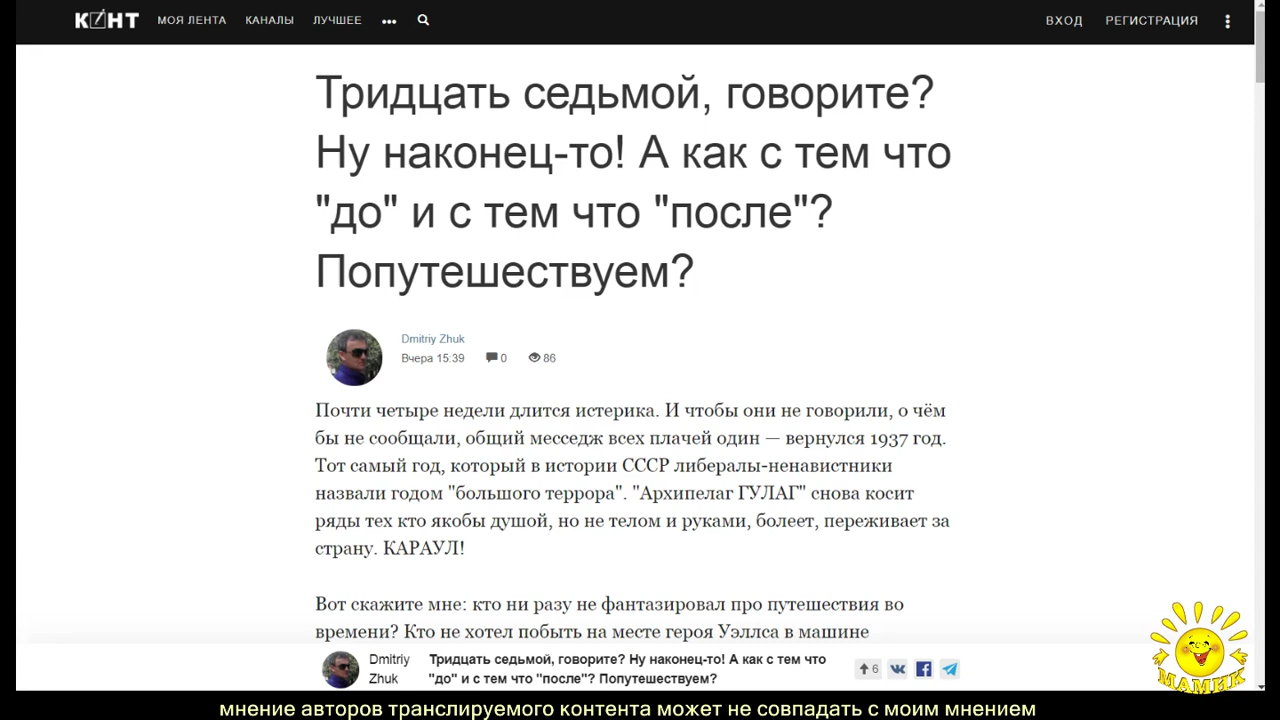 КОНТ МОЯ ЛЕНТА КАНАЛЫ ЛУЧШЕЕ ••• ВХОД РЕГИСТРАЦИЯ
Тридцать седьмой, говорите?
Ну наконец-то! А как с тем что
"до" и с тем что "после"?
Попутешествуем?
Dmitriy Zhuk
Вчера 15:39 0 86
Почти четыре недели длится истерика. И чтобы они не говорили, о чём
бы не сообщали, общий месседж всех плачей один — вернулся 1937 год.
Тот самый год, который в истории СССР либералы-ненавистники
назвали годом "большого террора". "Архипелаг ГУЛАГ" снова косит
ряды тех кто якобы душой, но не телом и руками, болеет, переживает за
страну. КАРАУЛ!
Вот скажите мне: кто ни разу не фантазировал про путешествия во
времени? Кто не хотел побыть на месте героя Уэллса в машине
Dmitriy
Zhuk
Тридцать седьмой, говорите? Ну наконец-то! А как с тем что
"до" и с тем что "после"? Попутешествуем?
6
МАМИК
мнение авторов транслируемого контента может не совпадать с моим мнением